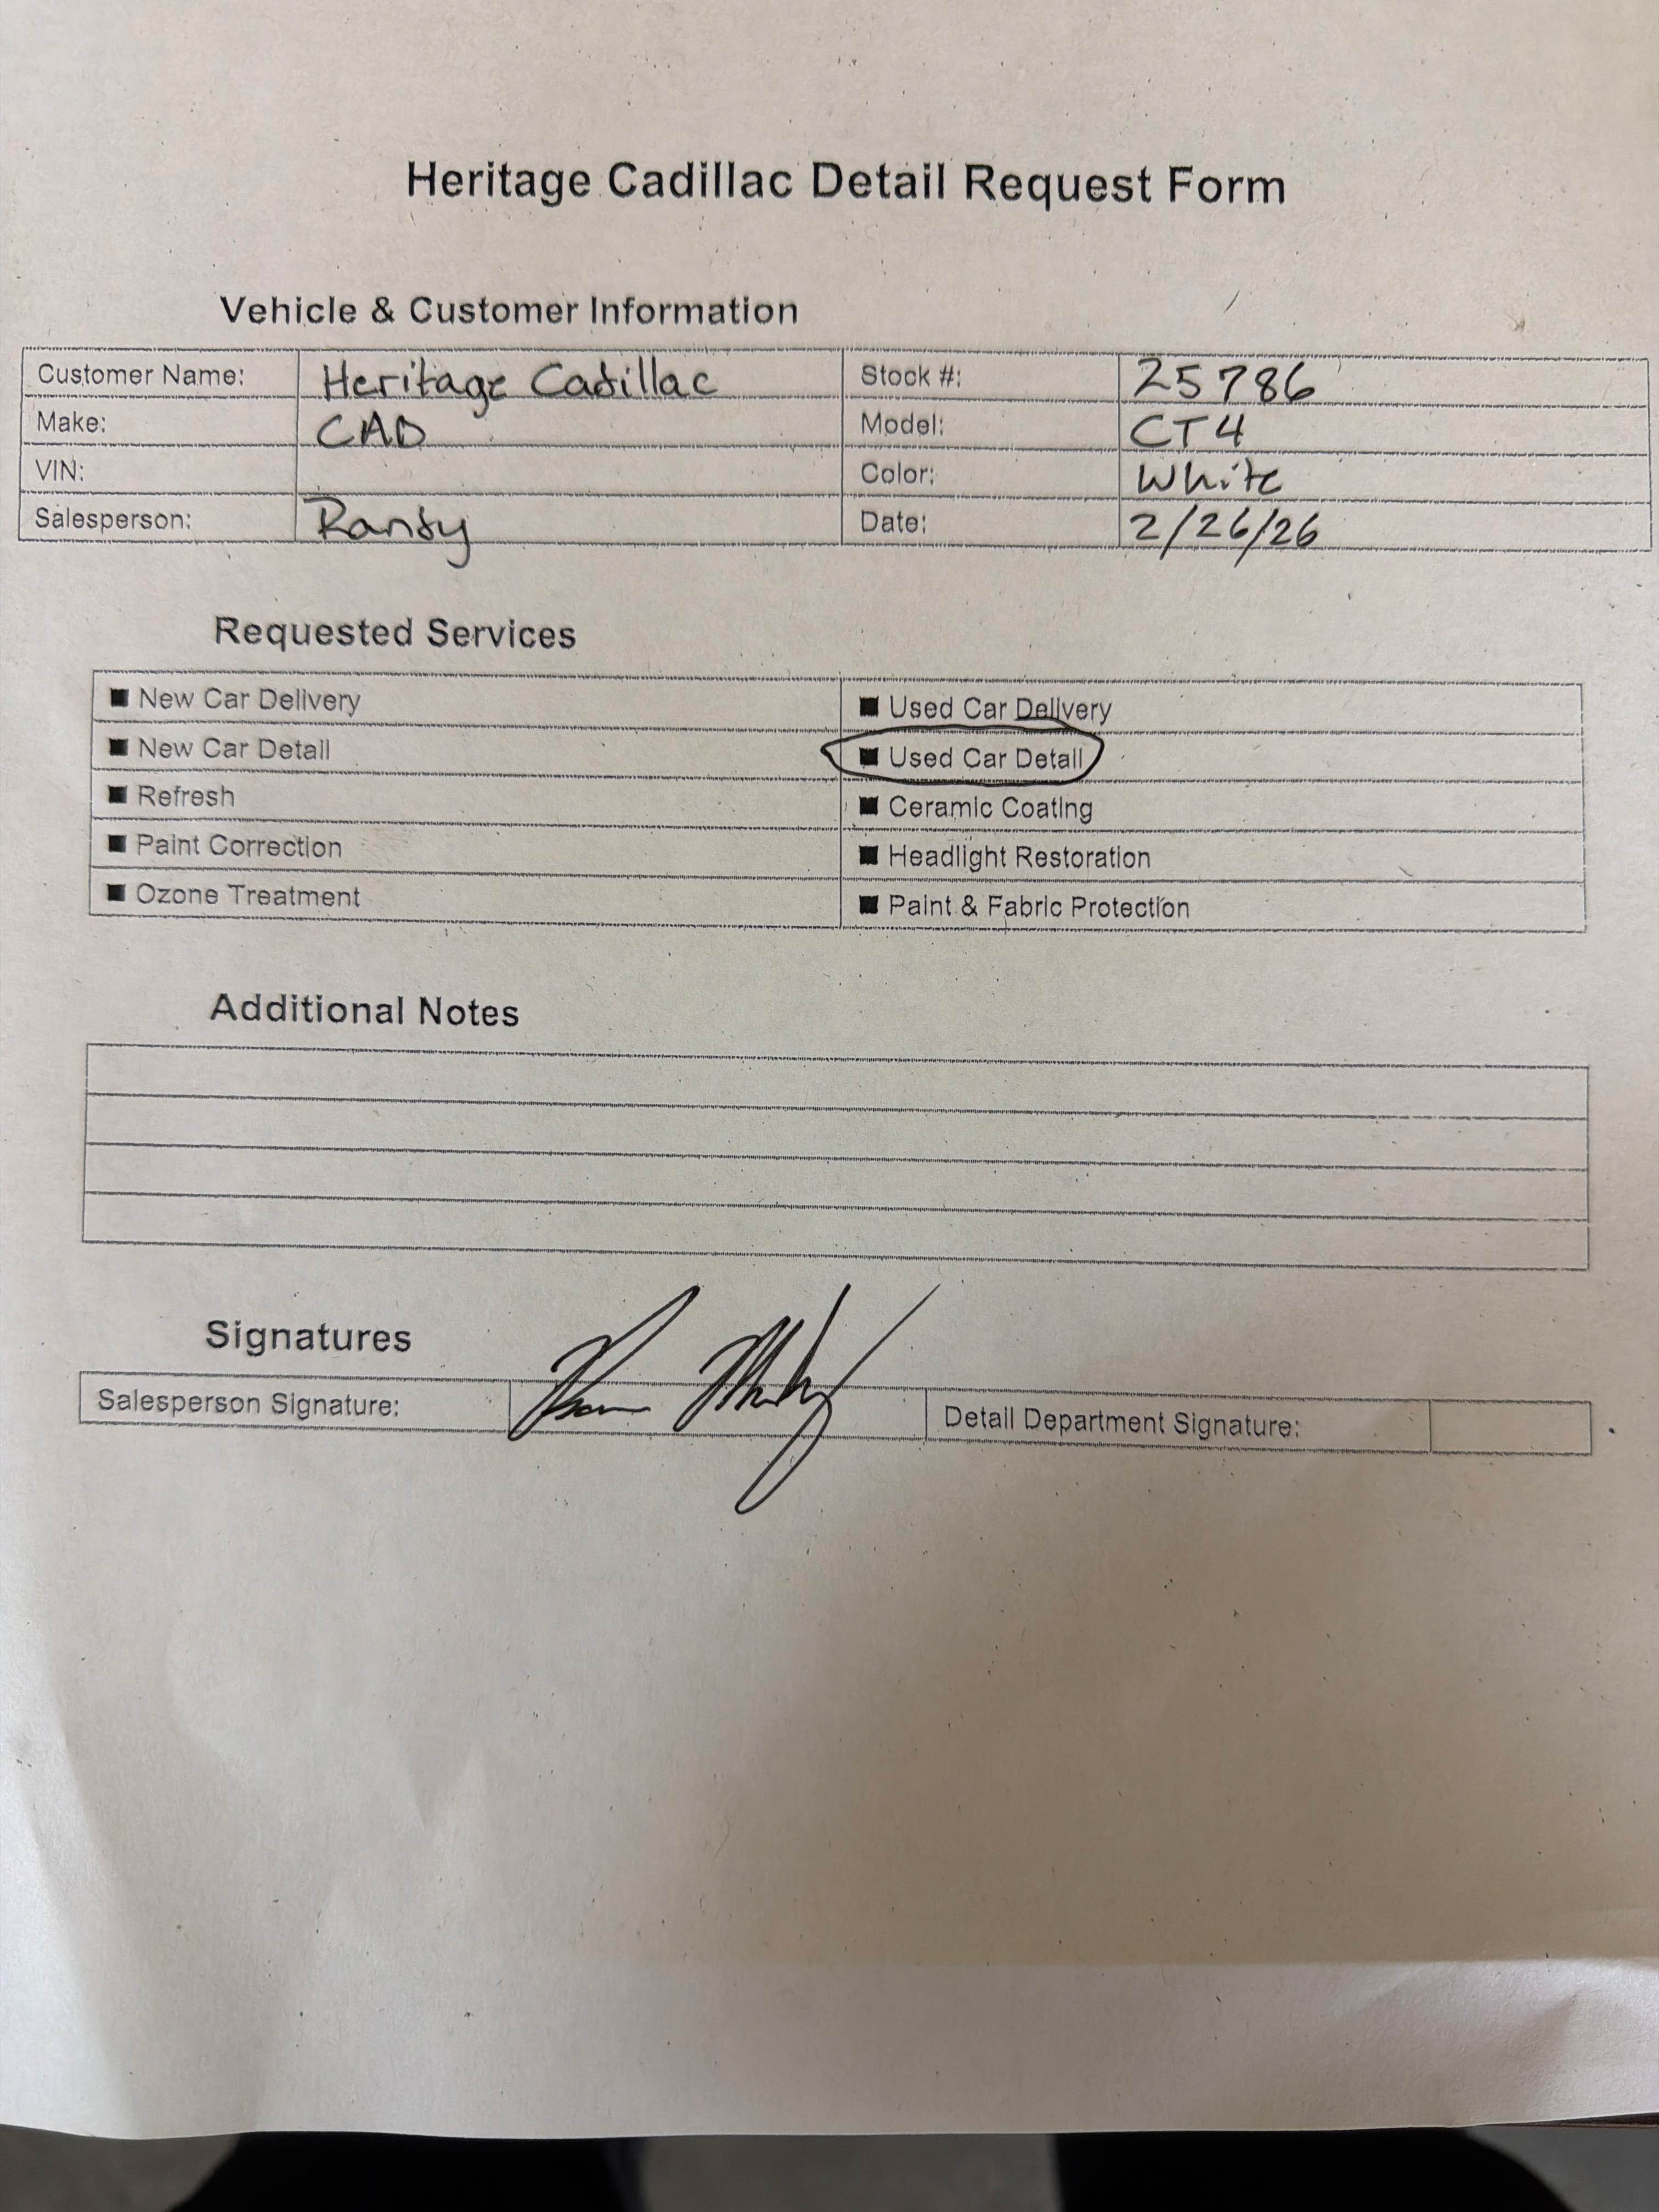 Heritage Cadillac Detail Request Form
Vehicle & Customer Information
Customer Name: Heritage Cadillac Stock #: 25786
Make: CAD Model: CT4
VIN: Color: White
Salesperson: Randy Date: 2/26/26
Requested Services
■ New Car Delivery ■ Used Car Delivery
■ New Car Detail ■ Used Car Detail
■ Refresh ■ Ceramic Coating
■ Paint Correction ■ Headlight Restoration
■ Ozone Treatment ■ Paint & Fabric Protection
Additional Notes
Signatures
Salesperson Signature: Detail Department Signature: